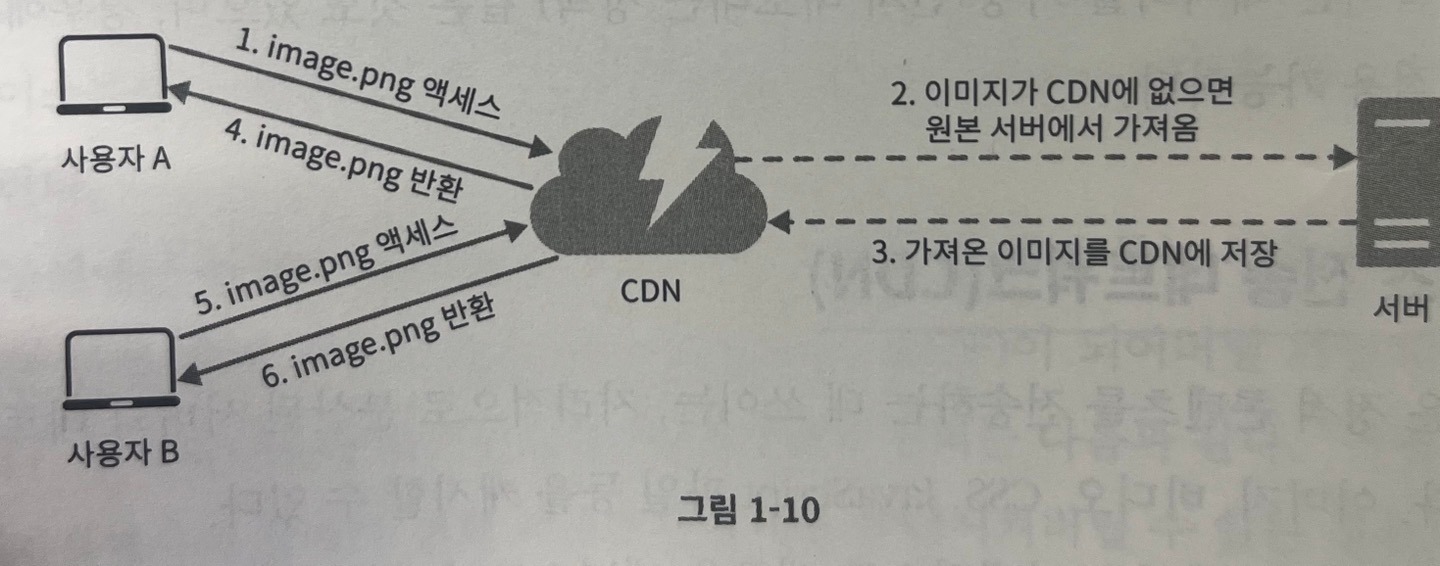 1. image.png 액세스
4. image.png 반환
사용자 A
2. 이미지가 CDN에 없으면
원본 서버에서 가져옴
3. 가져온 이미지를 CDN에 저장
CDN
서버
5. image.png 액세스
6. image.png 반환
사용자 B
그림 1-10